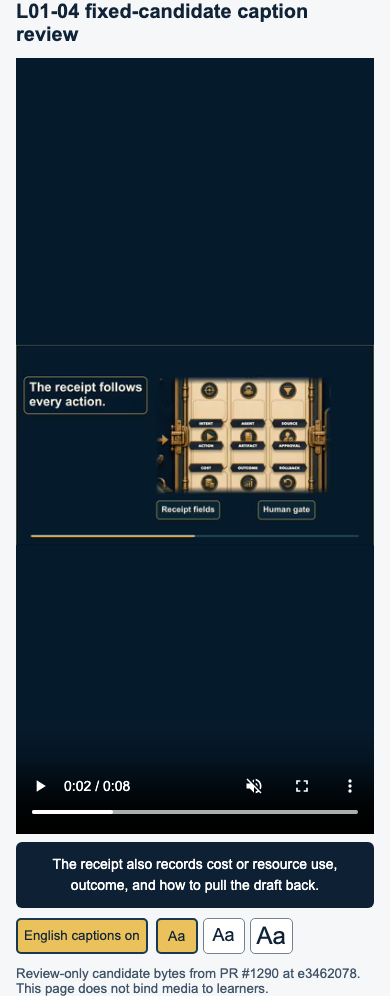 L01-04 fixed-candidate caption
review
The receipt follows
every action.
INTENT AGENT SOURCE
ACTION ARTIFACT APPROVAL
COST OUTCOME ROLLBACK
Receipt fields Human gate
0:02 / 0:08
The receipt also records cost or resource use,
outcome, and how to pull the draft back.
English captions on Aa Aa Aa
Review-only candidate bytes from PR #1290 at e3462078.
This page does not bind media to learners.